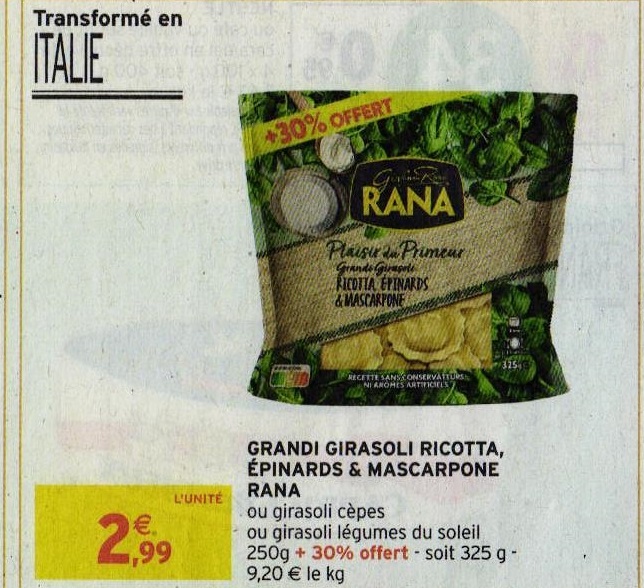 Transformé en
ITALIE
+30% OFFERT
Giovanni Rana
RANA
Plaisir du Primeur
Grandi Girasoli
RICOTTA, ÉPINARDS
& MASCARPONE
325g
RECETTE SANS CONSERVATEURS
NI ARÔMES ARTIFICIELS
GRANDI GIRASOLI RICOTTA,
ÉPINARDS & MASCARPONE
RANA
ou girasoli cèpes
ou girasoli légumes du soleil
250g + 30% offert - soit 325 g -
9,20 € le kg
L'UNITÉ
2€,99